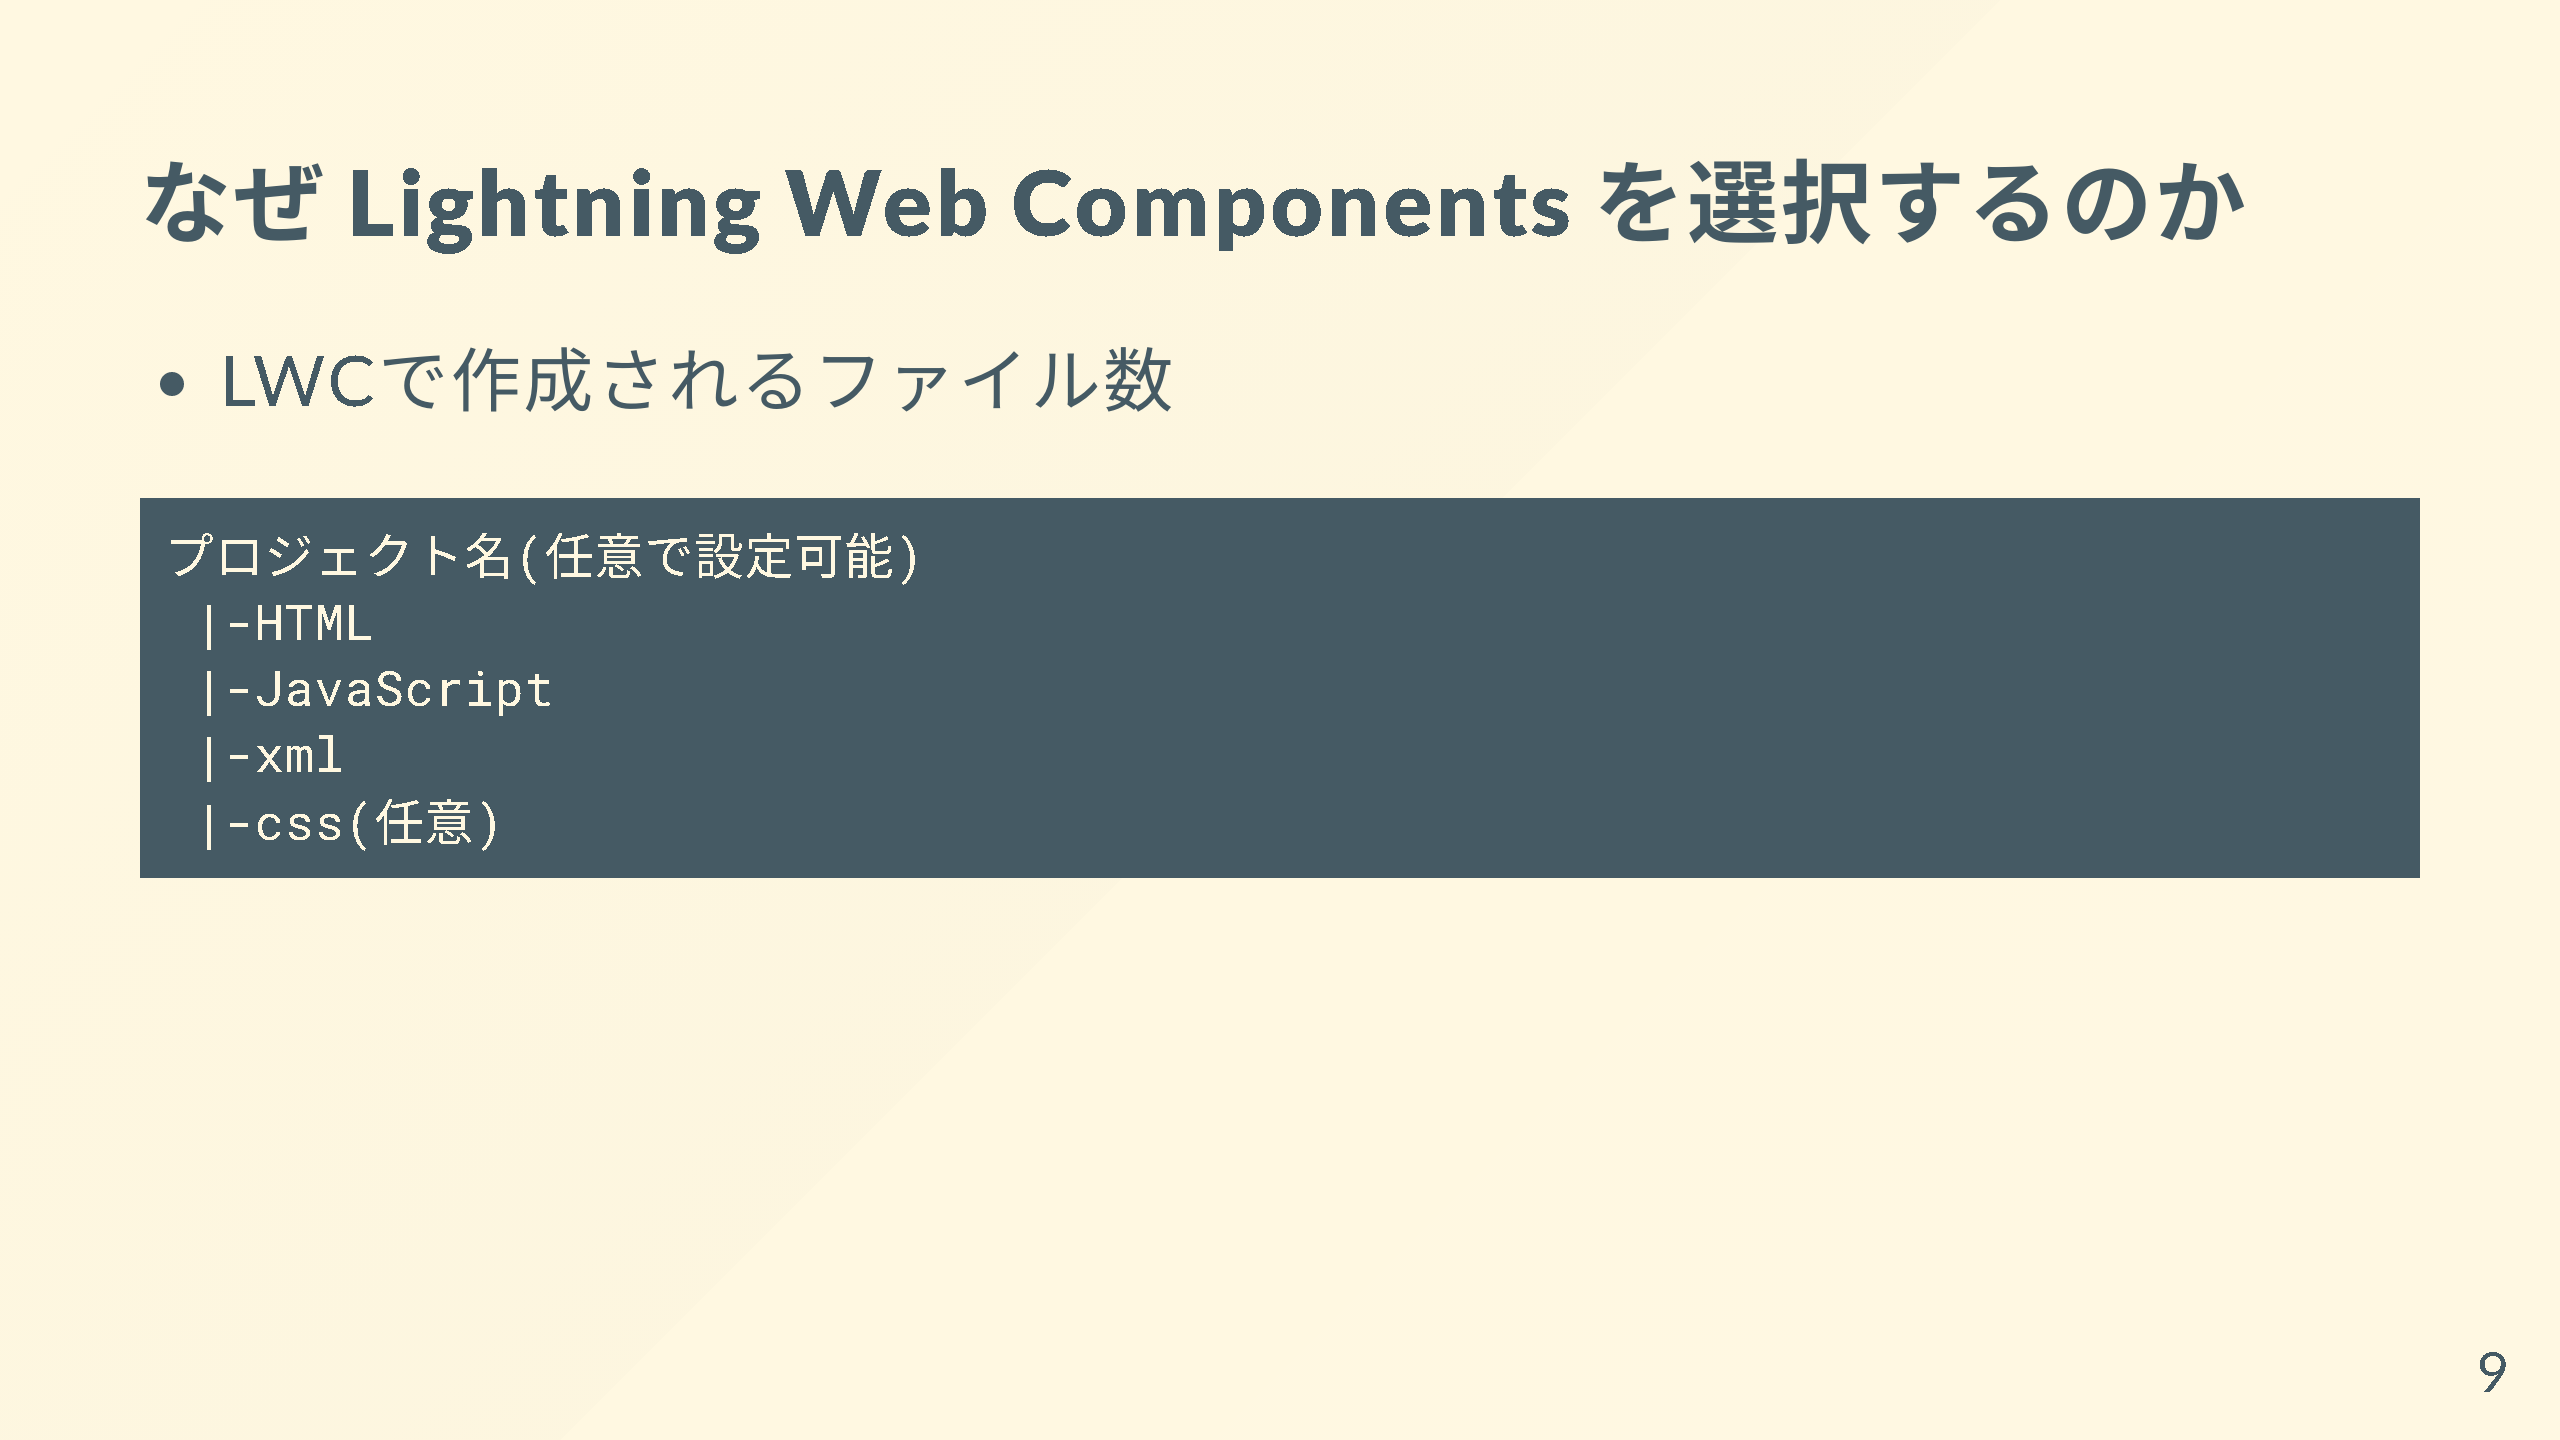 なぜ Lightning Web Components を選択するのか
• LWCで作成されるファイル数
プロジェクト名(任意で設定可能)
|-HTML
|-JavaScript
|-xml
|-css(任意)
9